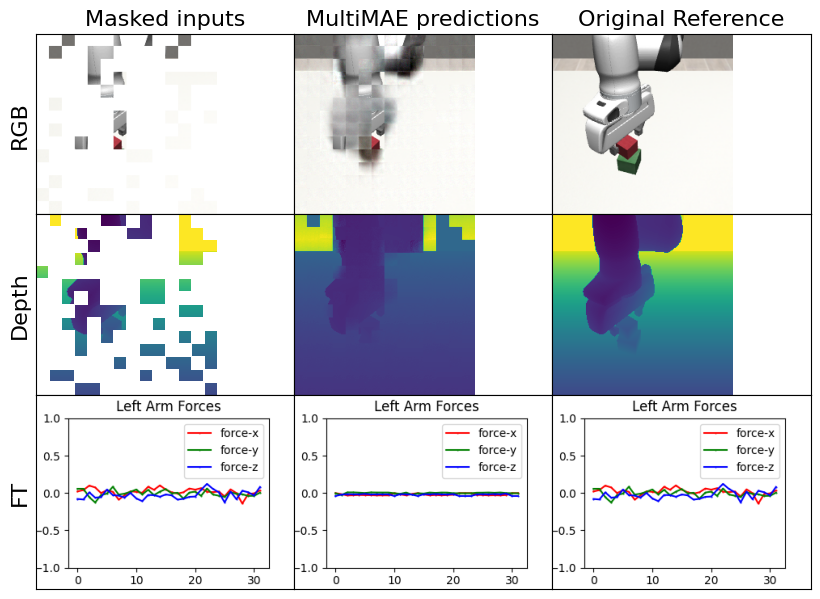 Masked inputs MultiMAE predictions Original Reference
RGB
Depth
FT
Left Arm Forces Left Arm Forces Left Arm Forces
1.0 1.0 1.0
force-x force-x force-x
force-y force-y force-y
force-z force-z force-z
0.5 0.5 0.5
0.0 0.0 0.0
−0.5 −0.5 −0.5
−1.0 −1.0 −1.0
0 10 20 30 0 10 20 30 0 10 20 30